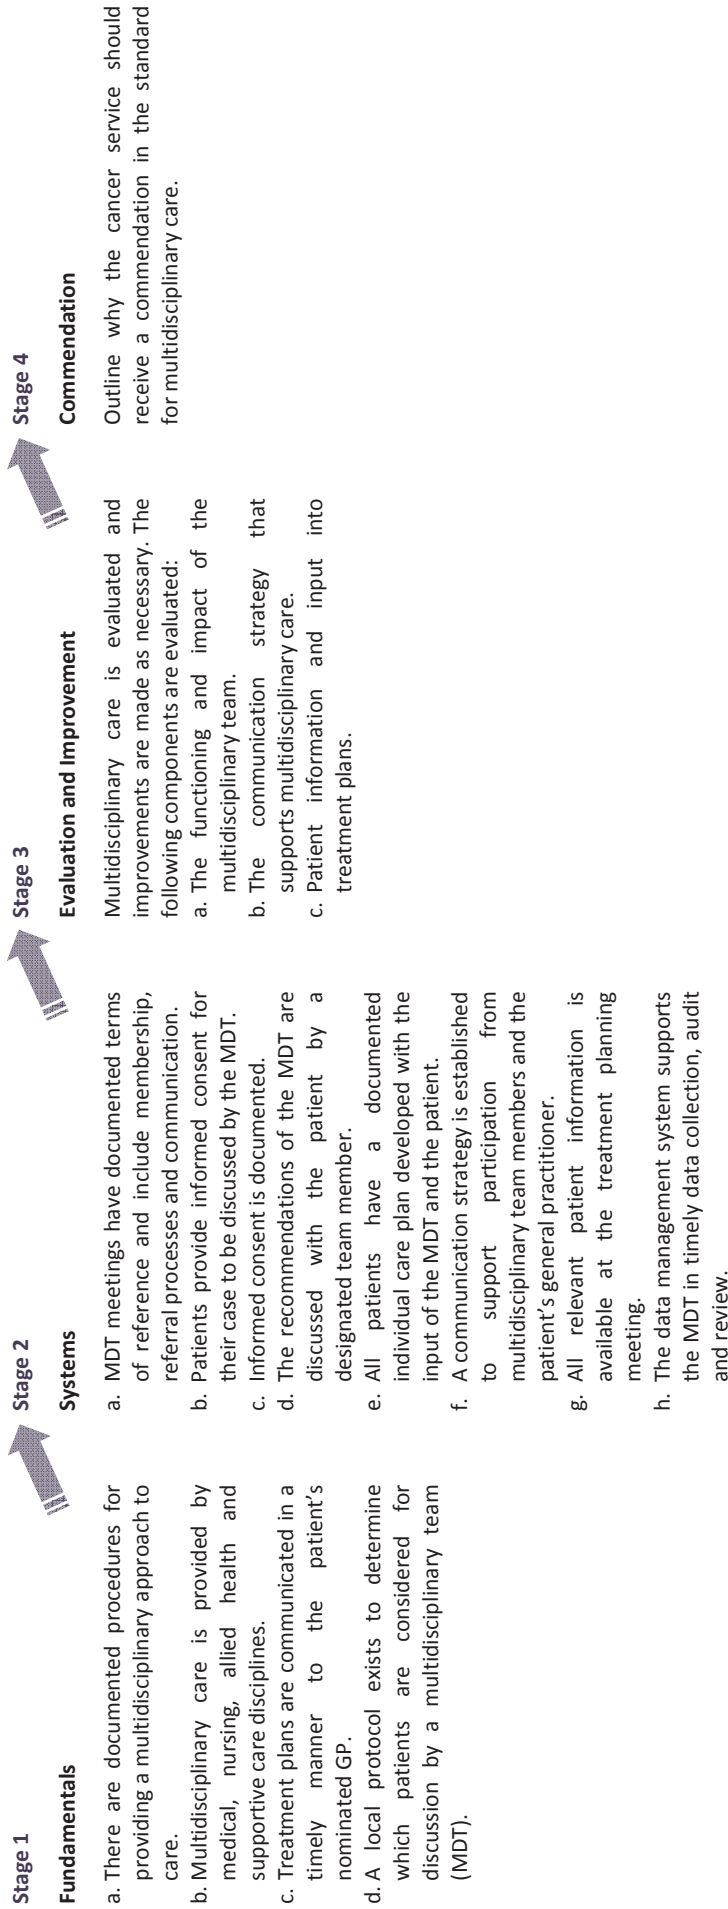 Stage 1
Fundamentals
a. There are documented procedures for
providing a multidisciplinary approach to
care.
b. Multidisciplinary care is provided by
medical, nursing, allied health and
supportive care disciplines.
c. Treatment plans are communicated in a
timely manner to the patient’s
nominated GP.
d. A local protocol exists to determine
which patients are considered for
discussion by a multidisciplinary team
(MDT).
Stage 2
Systems
a. MDT meetings have documented terms
of reference and include membership,
referral processes and communication.
b. Patients provide informed consent for
their case to be discussed by the MDT.
c. Informed consent is documented.
d. The recommendations of the MDT are
discussed with the patient by a
designated team member.
e. All patients have a documented
individual care plan developed with the
input of the MDT and the patient.
f. A communication strategy is established
to support participation from
multidisciplinary team members and the
patient’s general practitioner.
g. All relevant patient information is
available at the treatment planning
meeting.
h. The data management system supports
the MDT in timely data collection, audit
and review.
Stage 3
Evaluation and Improvement
Multidisciplinary care is evaluated and
improvements are made as necessary. The
following components are evaluated:
a. The functioning and impact of the
multidisciplinary team.
b. The communication strategy that
supports multidisciplinary care.
c. Patient information and input into
treatment plans.
Stage 4
Commendation
Outline why the cancer service should
receive a commendation in the standard
for multidisciplinary care.